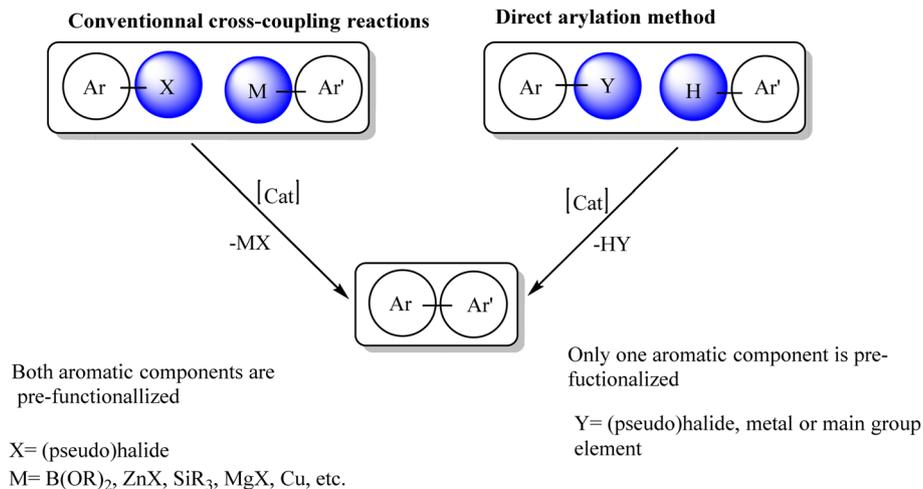 Conventionnal cross-coupling reactions
Direct arylation method
Ar X M Ar'
Ar Y H Ar'
[Cat]
-MX
[Cat]
-HY
Ar Ar'
Both aromatic components are
pre-functionallized
X= (pseudo)halide
M= B(OR)₂, ZnX, SiR₃, MgX, Cu, etc.
Only one aromatic component is pre-
fuctionalized
Y= (pseudo)halide, metal or main group
element